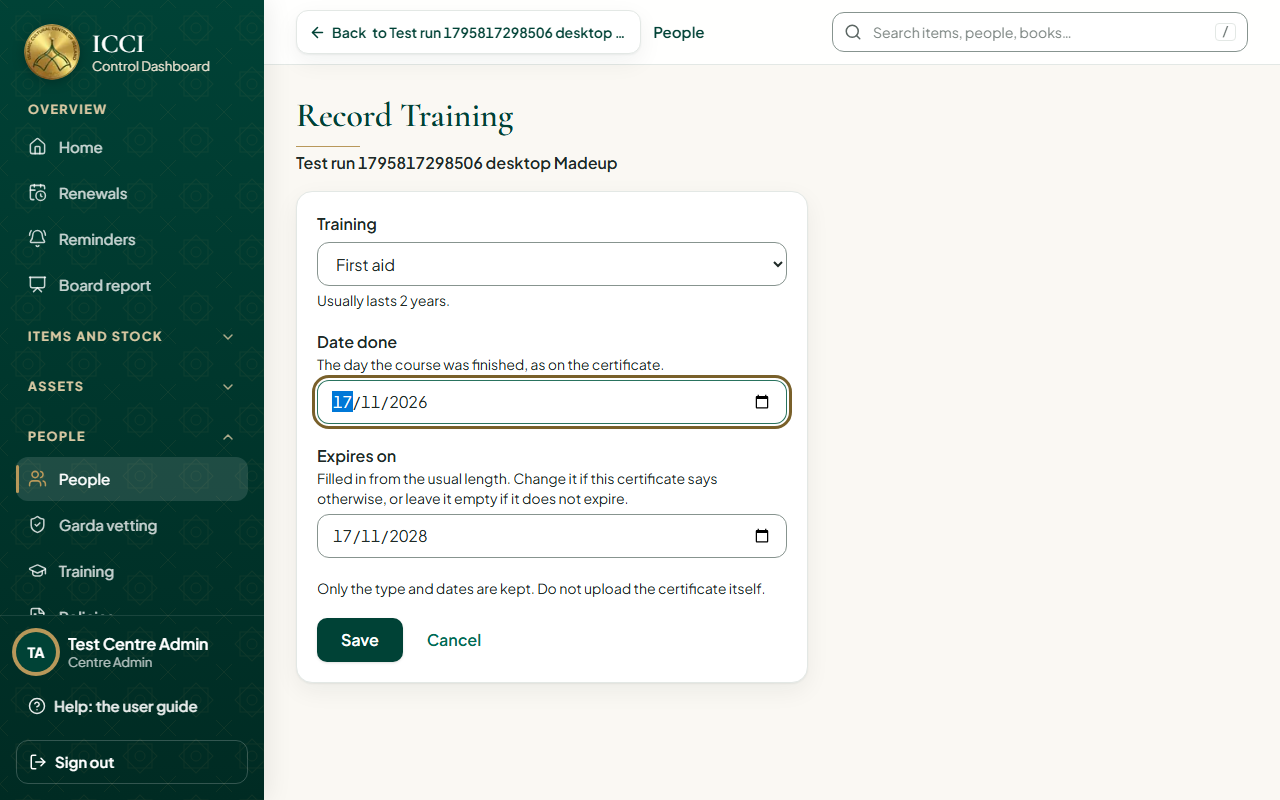 ICCI
Control Dashboard
OVERVIEW
Home
Renewals
Reminders
Board report
ITEMS AND STOCK
ASSETS
PEOPLE
People
Garda vetting
Training
Policies
TA
Test Centre Admin
Centre Admin
Help: the user guide
Sign out
Back to Test run 1795817298506 desktop ...
People
Search items, people, books...
/
Record Training
Test run 1795817298506 desktop Madeup
Training
First aid
Usually lasts 2 years.
Date done
The day the course was finished, as on the certificate.
17/11/2026
Expires on
Filled in from the usual length. Change it if this certificate says
otherwise, or leave it empty if it does not expire.
17/11/2028
Only the type and dates are kept. Do not upload the certificate itself.
Save
Cancel